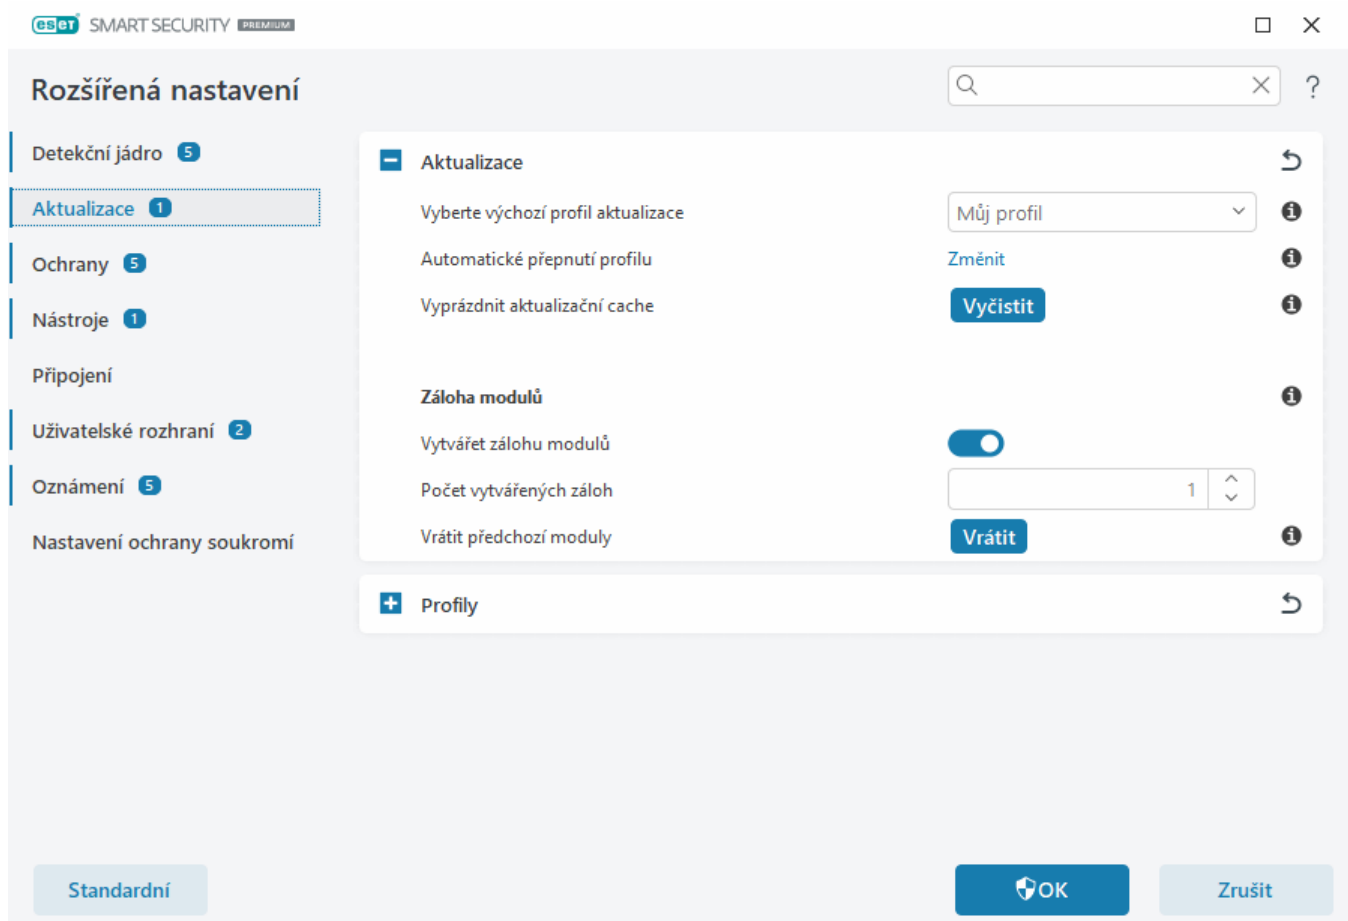 eset SMART SECURITY PREMIUM
Rozšířená nastavení
?
Detekční jádro 5
Aktualizace 1
Ochrany 5
Nástroje 1
Připojení
Uživatelské rozhraní 2
Oznámení 5
Nastavení ochrany soukromí
Aktualizace
Vyberte výchozí profil aktualizace Můj profil
Automatické přepnutí profilu Změnit
Vyprázdnit aktualizační cache Vyčistit
Záloha modulů
Vytvářet zálohu modulů
Počet vytvářených záloh 1
Vrátit předchozí moduly Vrátit
Profily
Standardní OK Zrušit